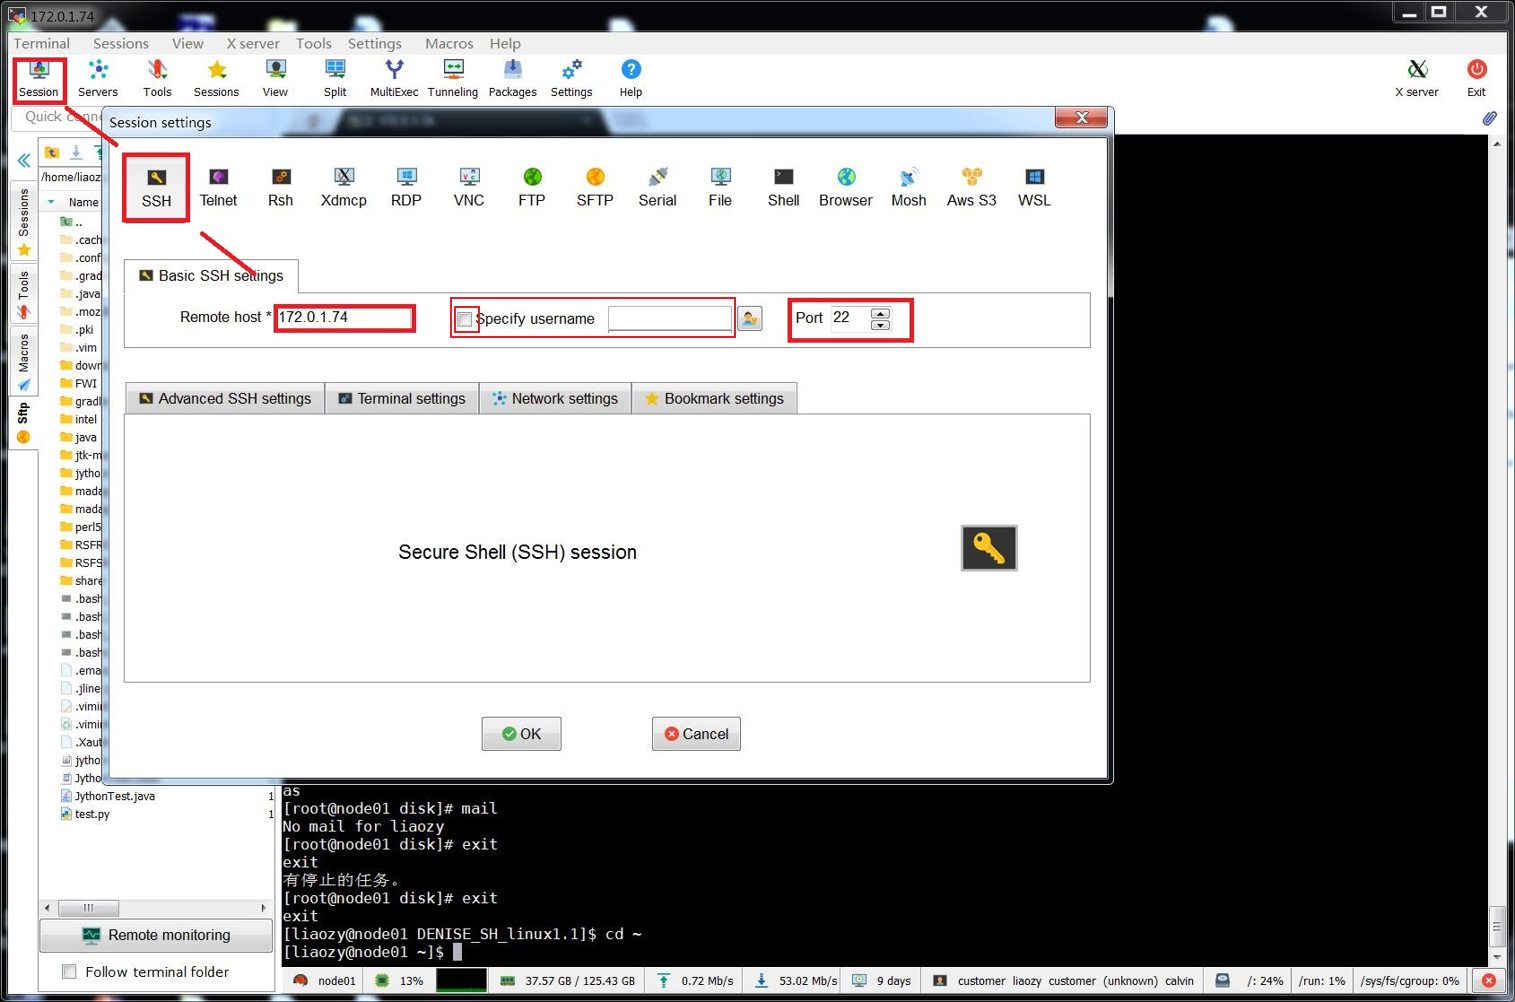 172.0.1.74
Terminal Sessions View X server Tools Settings Macros Help
Session Servers Tools Sessions View Split MultiExec Tunneling Packages Settings Help X server Exit
Quick conn
Session settings
SSH Telnet Rsh Xdmcp RDP VNC FTP SFTP Serial File Shell Browser Mosh Aws S3 WSL
Basic SSH settings
Remote host * 172.0.1.74 Specify username Port 22
Advanced SSH settings Terminal settings Network settings Bookmark settings
Secure Shell (SSH) session
OK Cancel
Sessions
Tools
Macros
Sftp
/home/liaoz
Name
..
.cach
.conf
.grad
.java
.moz
.pki
.vim
down
FWI
gradl
intel
java
jtk-m
jytho
mada
mada
perl5
RSFR
RSFS
share
.bash
.bash
.bash
.bash
.ema
.jline
.vimi
.vimi
.Xaut
jytho
Jytho
JythonTest.java 1
test.py 1
Remote monitoring
Follow terminal folder
as
[root@node01 disk]# mail
No mail for liaozy
[root@node01 disk]# exit
exit
有停止的任务。
[root@node01 disk]# exit
exit
[liaozy@node01 DENISE_SH_linux1.1]$ cd ~
[liaozy@node01 ~]$
node01 13% 37.57 GB / 125.43 GB 0.72 Mb/s 53.02 Mb/s 9 days customer liaozy customer (unknown) calvin /: 24% /run: 1% /sys/fs/cgroup: 0%